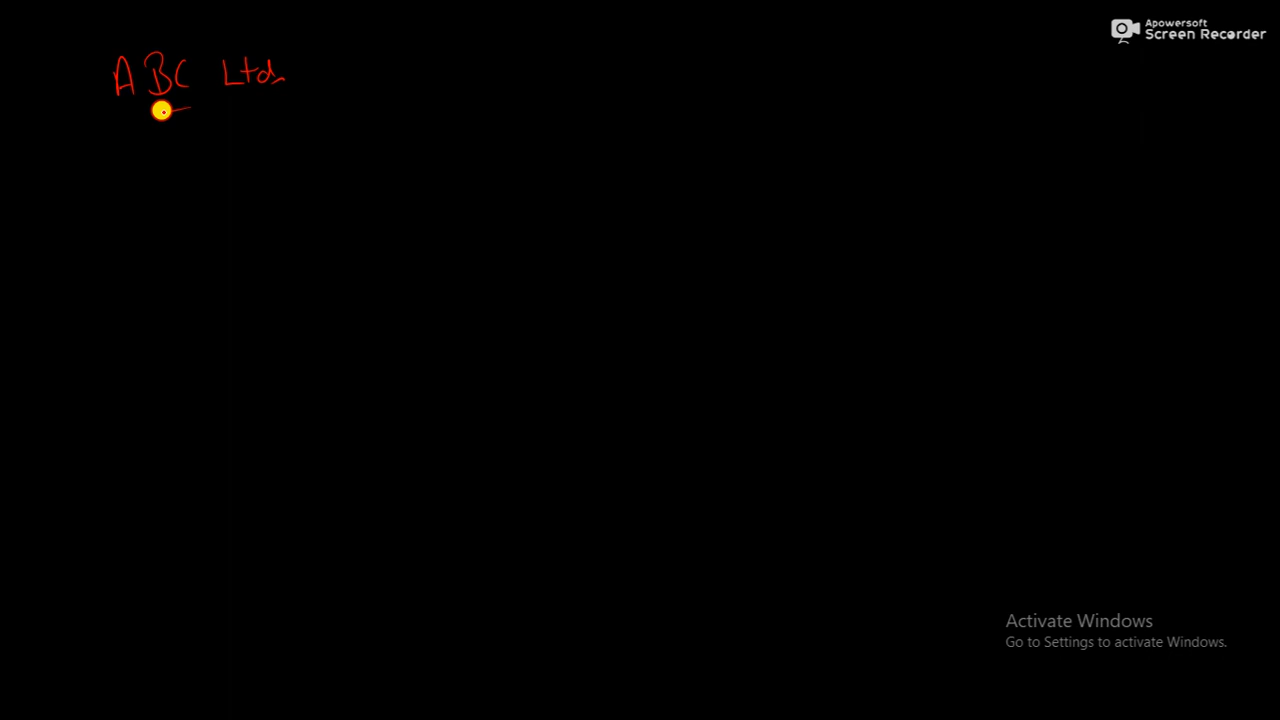 Apowersoft
Screen Recorder
ABC Ltd.
Activate Windows
Go to Settings to activate Windows.